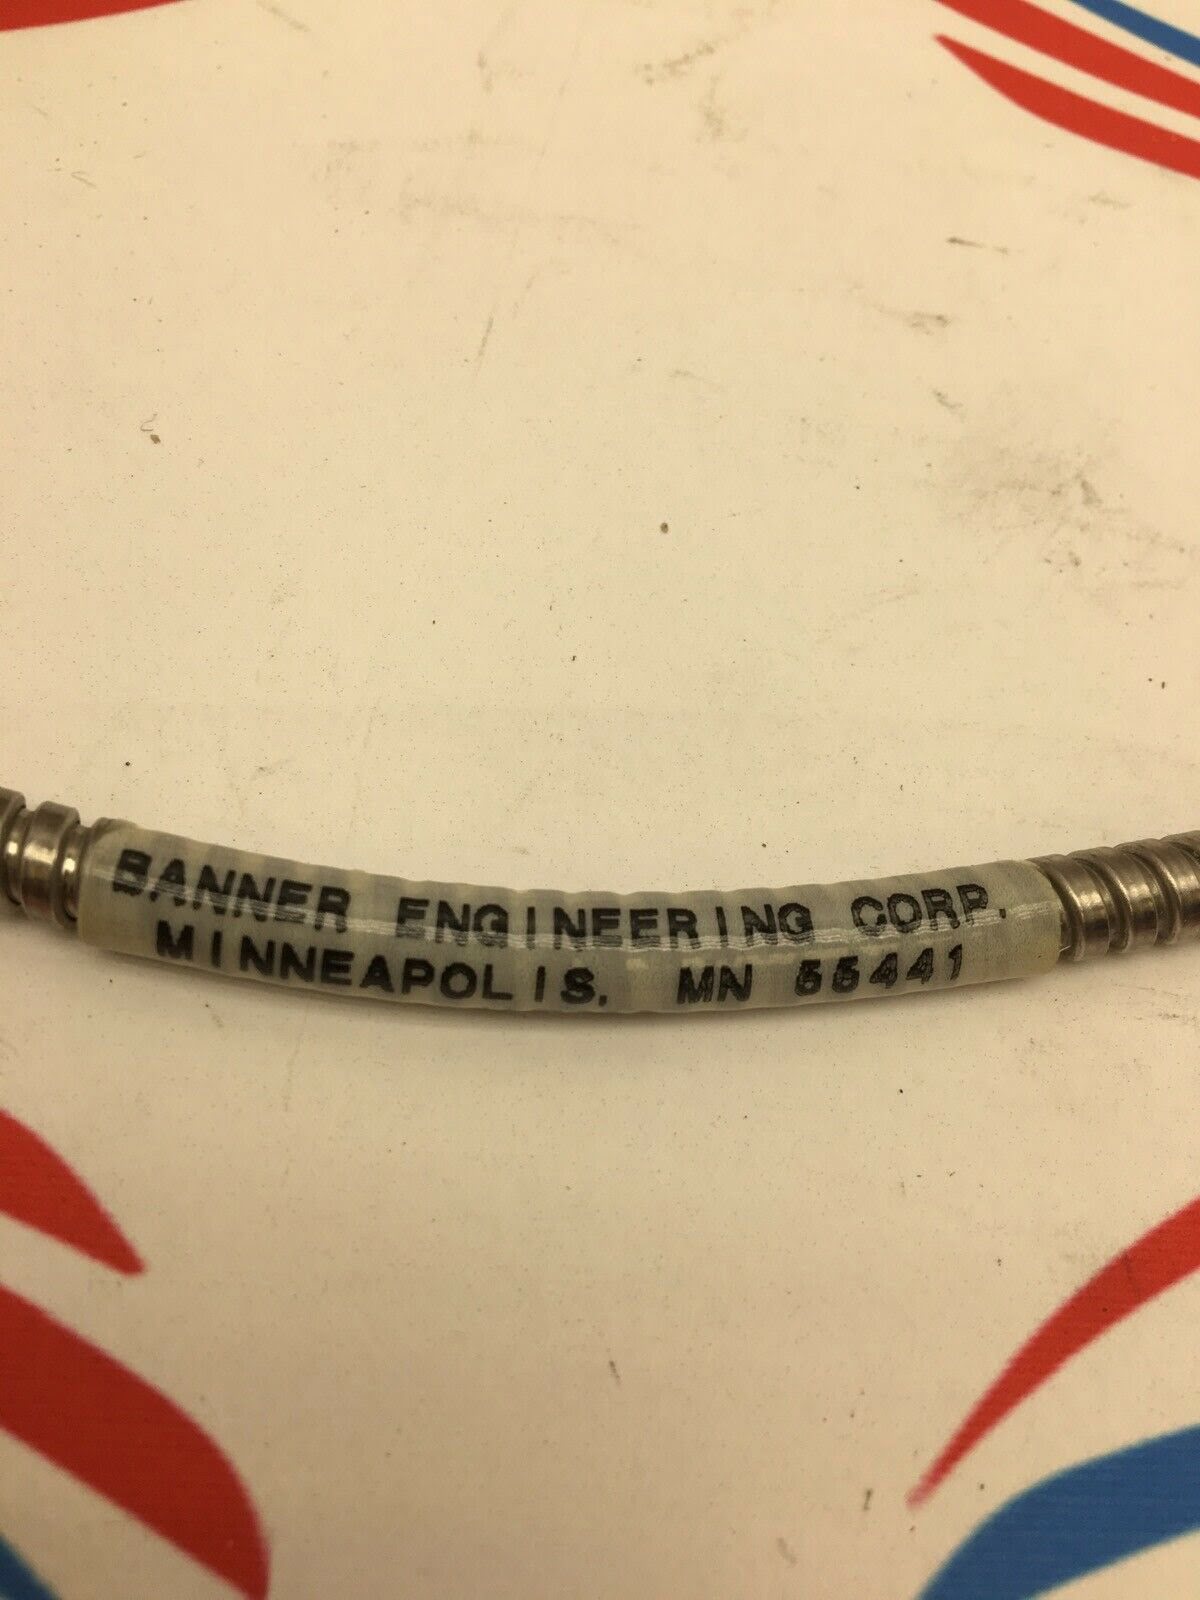 BANNER ENGINEERING CORP.
MINNEAPOLIS, MN 55441